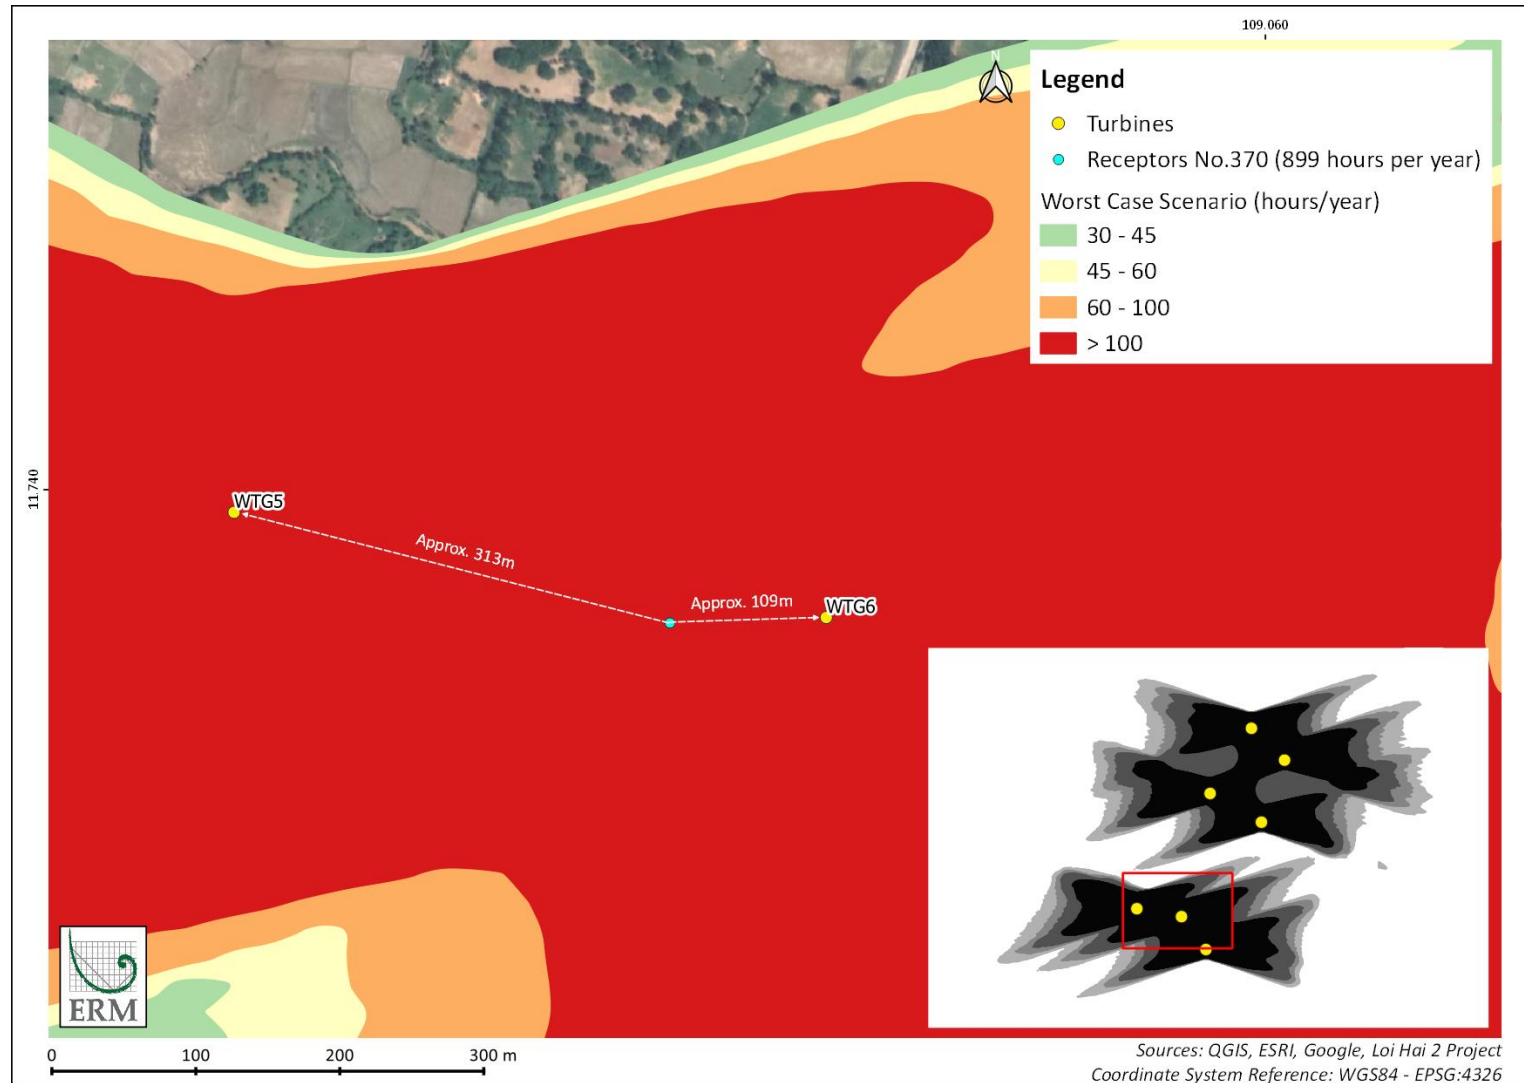 109.060
N
Legend
Turbines
Receptors No.370 (899 hours per year)
Worst Case Scenario (hours/year)
30 - 45
45 - 60
60 - 100
> 100
11.740
WTG5
Approx. 313m
Approx. 109m
WTG6
ERM
0 100 200 300 m
Sources: QGIS, ESRI, Google, Loi Hai 2 Project
Coordinate System Reference: WGS84 - EPSG:4326